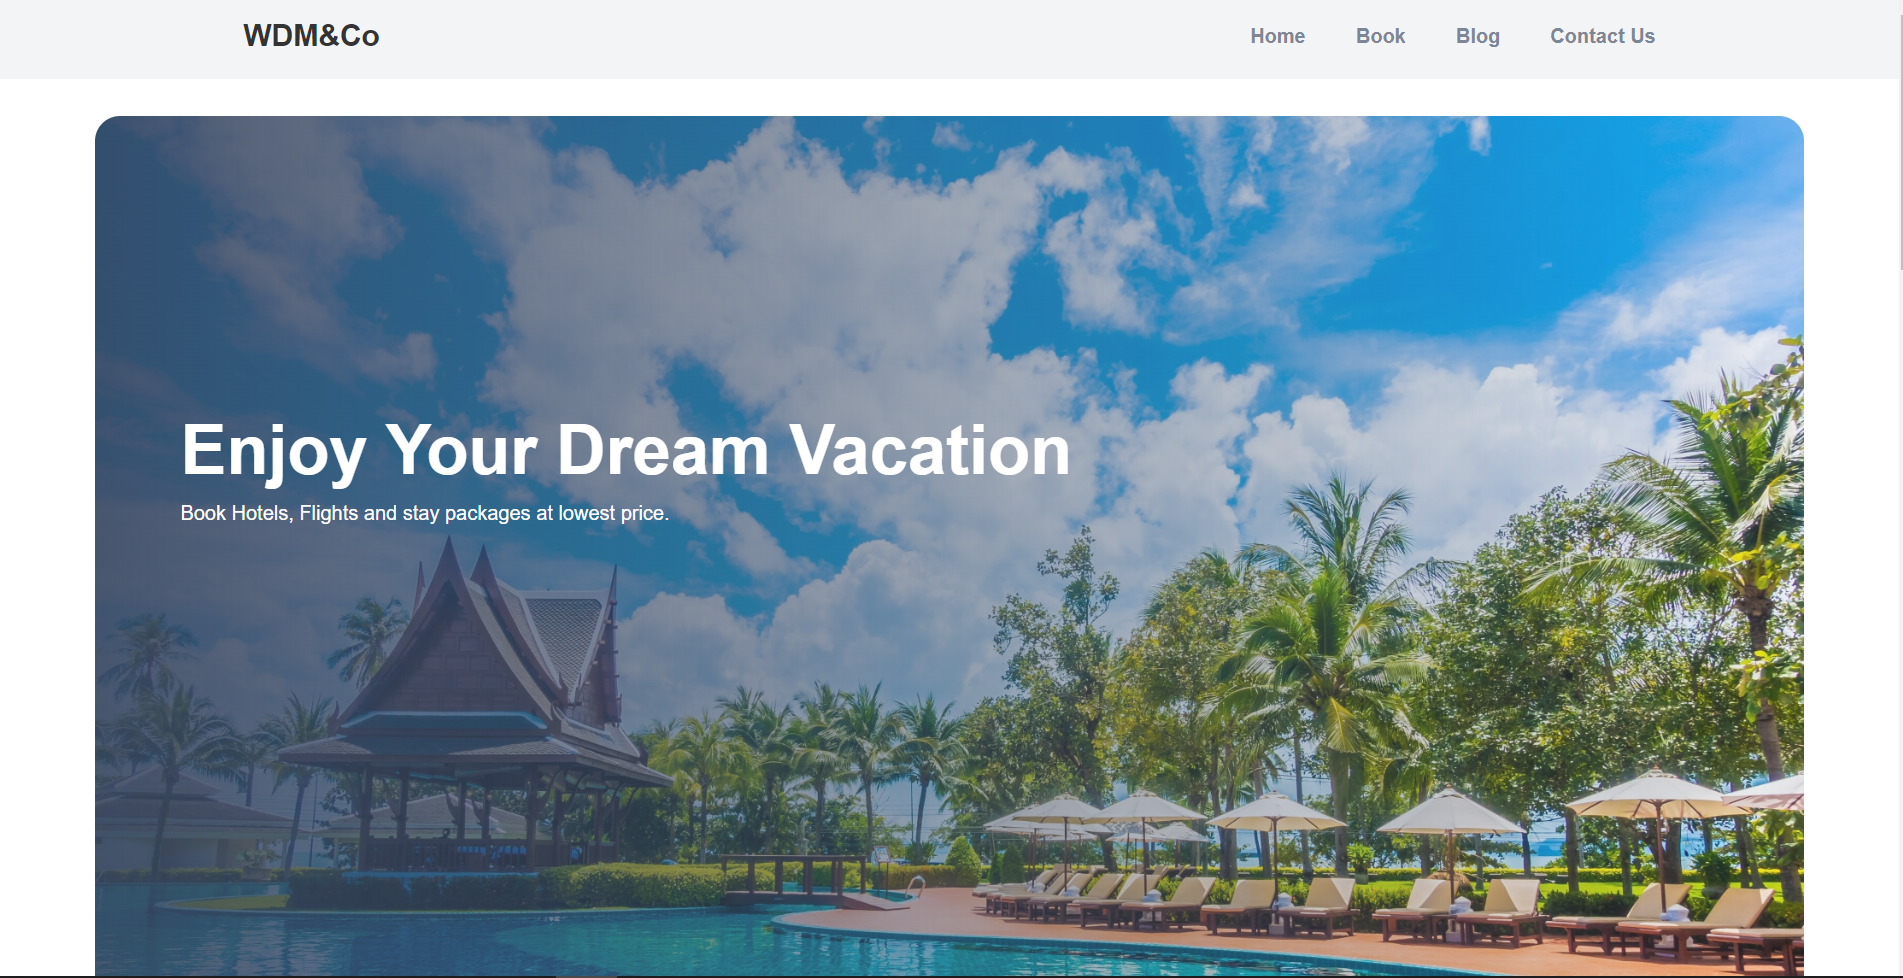 WDM&Co
Home Book Blog Contact Us
Enjoy Your Dream Vacation
Book Hotels, Flights and stay packages at lowest price.